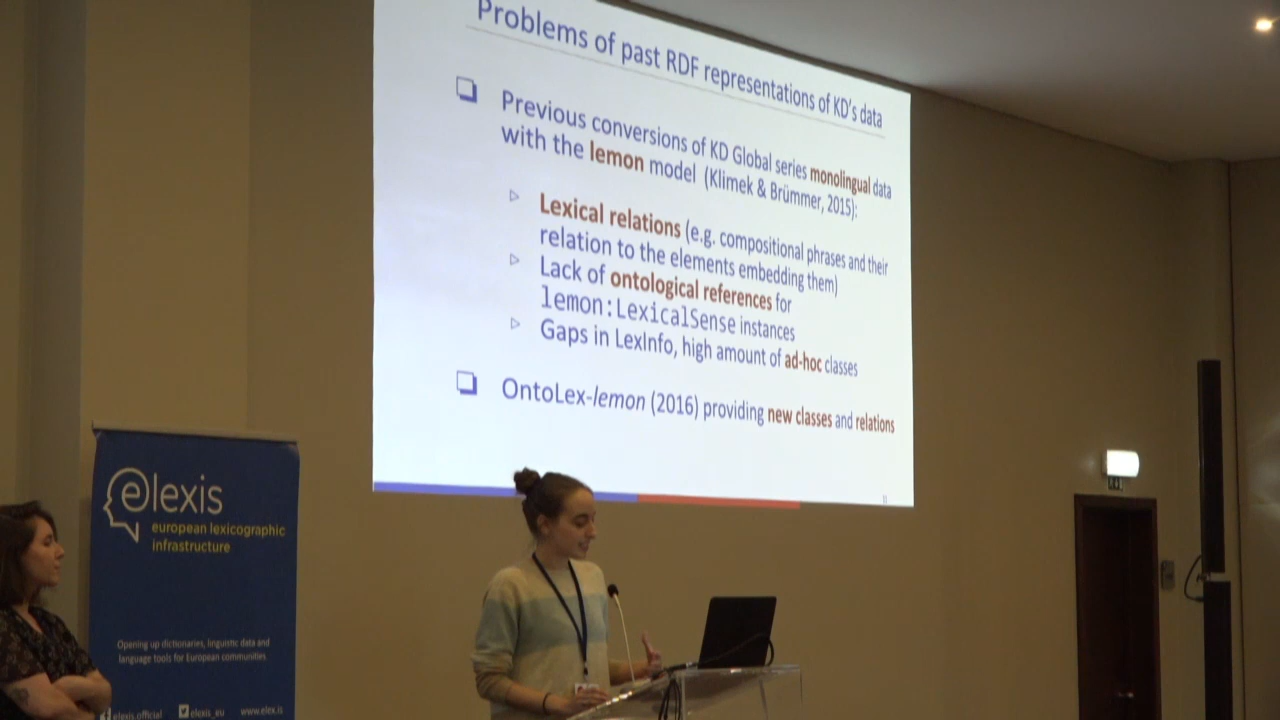 Problems of past RDF representations of KD's data
Previous conversions of KD Global series monolingual data
with the lemon model (Klimek & Brümmer, 2015):
Lexical relations (e.g. compositional phrases and their
relation to the elements embedding them)
Lack of ontological references for
lemon:LexicalSense instances
Gaps in LexInfo, high amount of ad-hoc classes
OntoLex-lemon (2016) providing new classes and relations
elexis
european lexicographic
infrastructure
Opening up dictionaries, linguistic data and
language tools for European communities
elexis.official elexis_eu www.elex.is